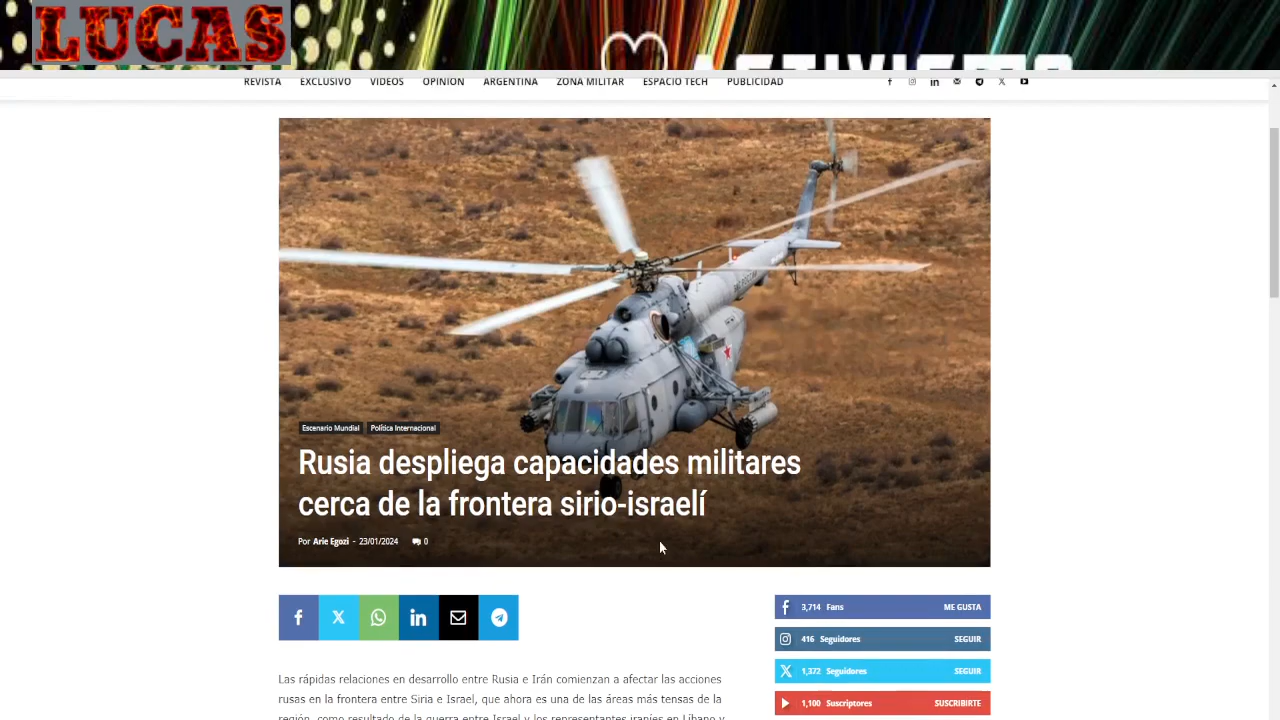 LUCAS
REVISTA EXCLUSIVO VIDEOS OPINION ARGENTINA ZONA MILITAR ESPACIO TECH PUBLICIDAD
Escenario Mundial Política Internacional
Rusia despliega capacidades militares
cerca de la frontera sirio-israelí
Por Arie Egozi - 23/01/2024 0
3,714 Fans ME GUSTA
416 Seguidores SEGUIR
1,372 Seguidores SEGUIR
1,100 Suscriptores SUSCRIBIRTE
Las rápidas relaciones en desarrollo entre Rusia e Irán comienzan a afectar las acciones
rusas en la frontera entre Siria e Israel, que ahora es una de las áreas más tensas de la
región, como resultado de la guerra entre Israel y los representantes iraníes en Líbano y